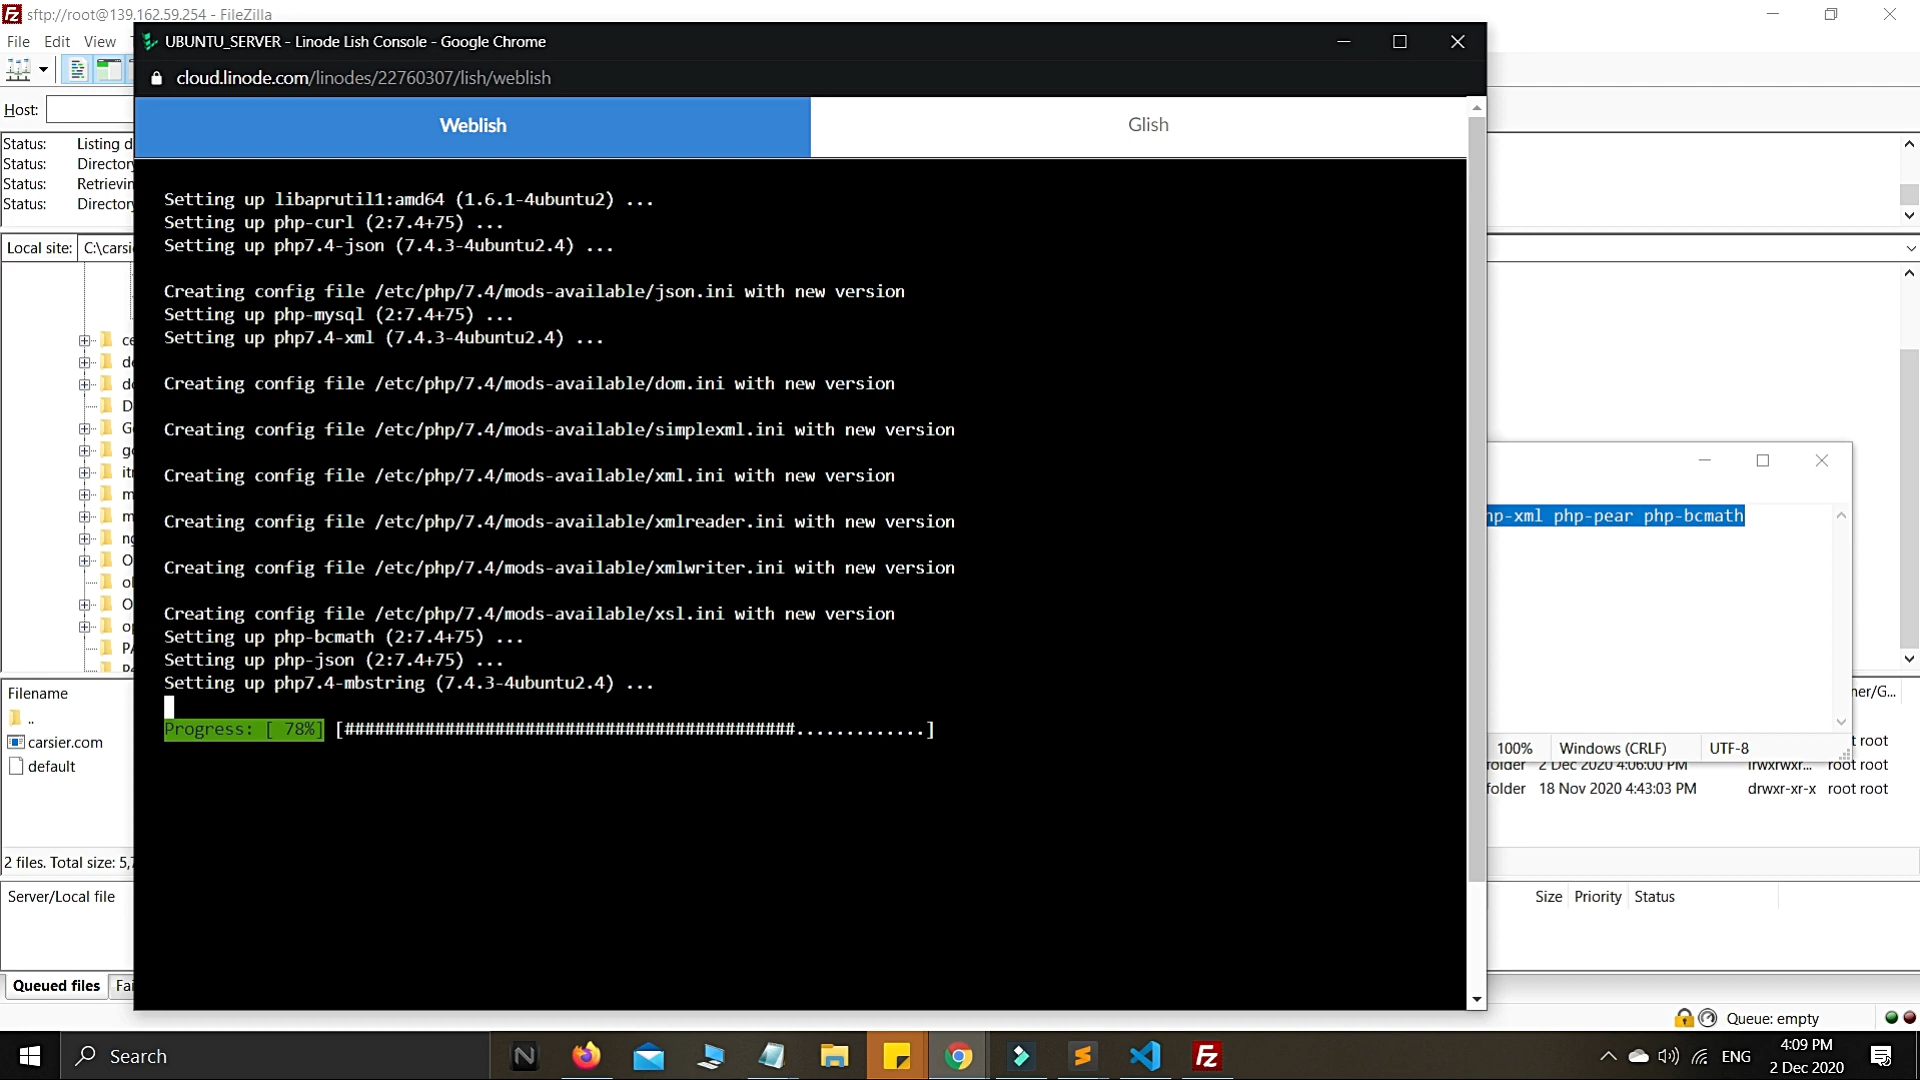 sftp://root@139.162.59.254 - FileZilla
File Edit View
UBUNTU_SERVER - Linode Lish Console - Google Chrome
cloud.linode.com/linodes/22760307/lish/weblish
Host:
Weblish
Glish
Status: Listing d
Status: Directory
Status: Retrievin
Status: Directory
Local site: C:\carsi
Setting up libaprutil1:amd64 (1.6.1-4ubuntu2) ...
Setting up php-curl (2:7.4+75) ...
Setting up php7.4-json (7.4.3-4ubuntu2.4) ...
Creating config file /etc/php/7.4/mods-available/json.ini with new version
Setting up php-mysql (2:7.4+75) ...
Setting up php7.4-xml (7.4.3-4ubuntu2.4) ...
Creating config file /etc/php/7.4/mods-available/dom.ini with new version
Creating config file /etc/php/7.4/mods-available/simplexml.ini with new version
Creating config file /etc/php/7.4/mods-available/xml.ini with new version
Creating config file /etc/php/7.4/mods-available/xmlreader.ini with new version
Creating config file /etc/php/7.4/mods-available/xmlwriter.ini with new version
Creating config file /etc/php/7.4/mods-available/xsl.ini with new version
Setting up php-bcmath (2:7.4+75) ...
Setting up php-json (2:7.4+75) ...
Setting up php7.4-mbstring (7.4.3-4ubuntu2.4) ...
Progress: [ 78%] [#############################################.............]
hp-xml php-pear php-bcmath
100% Windows (CRLF) UTF-8
ner/G...
t root
folder 2 Dec 2020 4:06:00 PM lrwxrwxr... root root
folder 18 Nov 2020 4:43:03 PM drwxr-xr-x root root
Filename
..
carsier.com
default
2 files. Total size: 5,7
Server/Local file
Size Priority Status
Queued files Fai
Queue: empty
Search
ENG
4:09 PM
2 Dec 2020